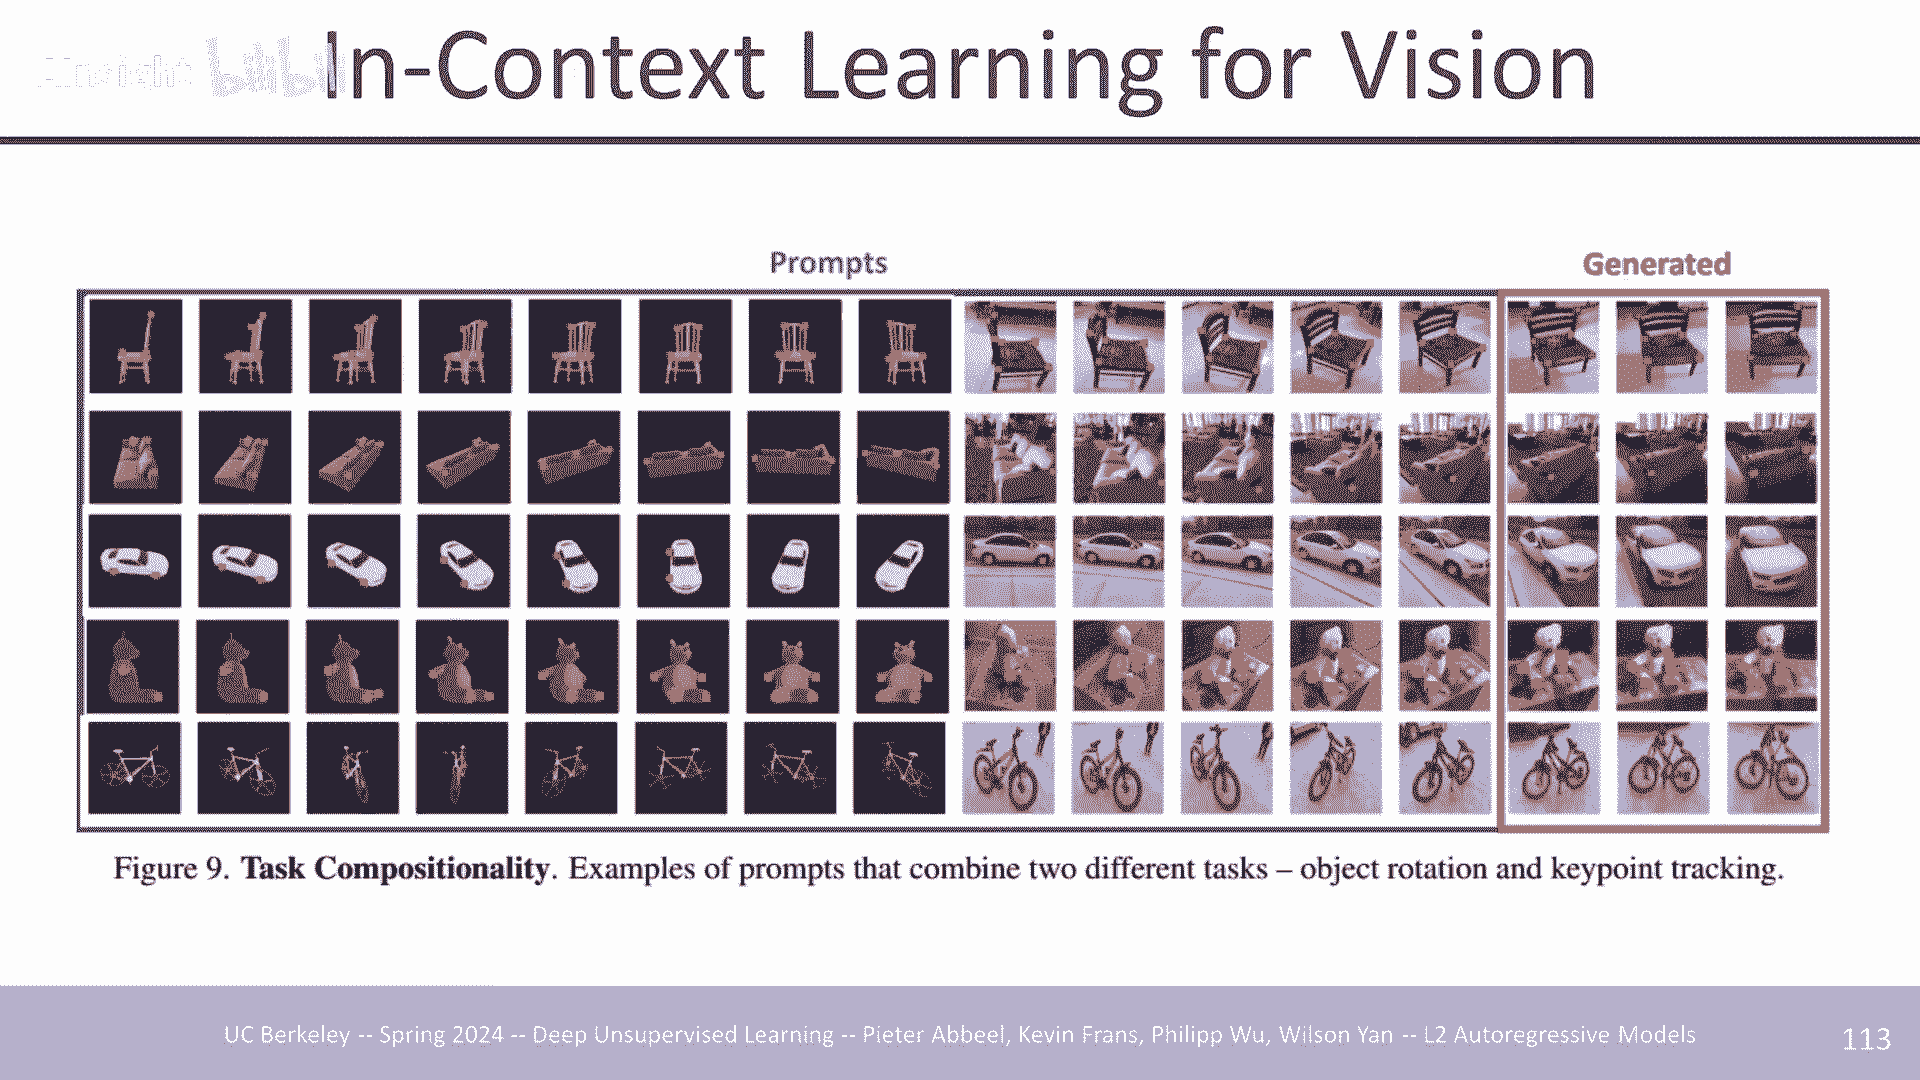 In-Context Learning for Vision
bilibili
Prompts
Generated
Figure 9. Task Compositionality. Examples of prompts that combine two different tasks – object rotation and keypoint tracking.
UC Berkeley -- Spring 2024 -- Deep Unsupervised Learning -- Pieter Abbeel, Kevin Frans, Philipp Wu, Wilson Yan -- L2 Autoregressive Models
113